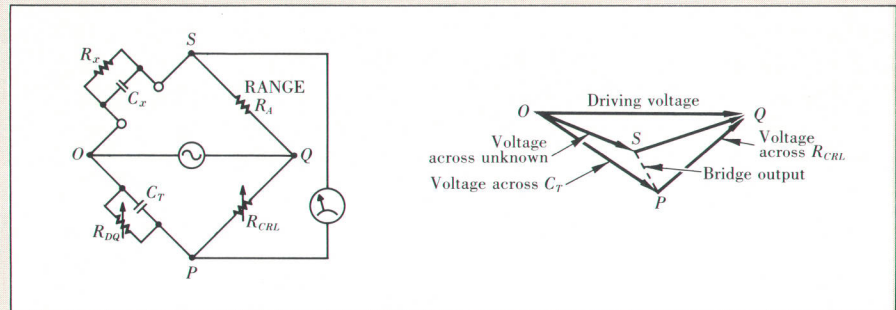 S
R_x
C_x
RANGE
R_A
O
Q
C_T
R_DQ
R_CRL
P
Driving voltage
O
Q
S
Voltage
across unknown
Voltage across C_T
Voltage
across R_CRL
Bridge output
P